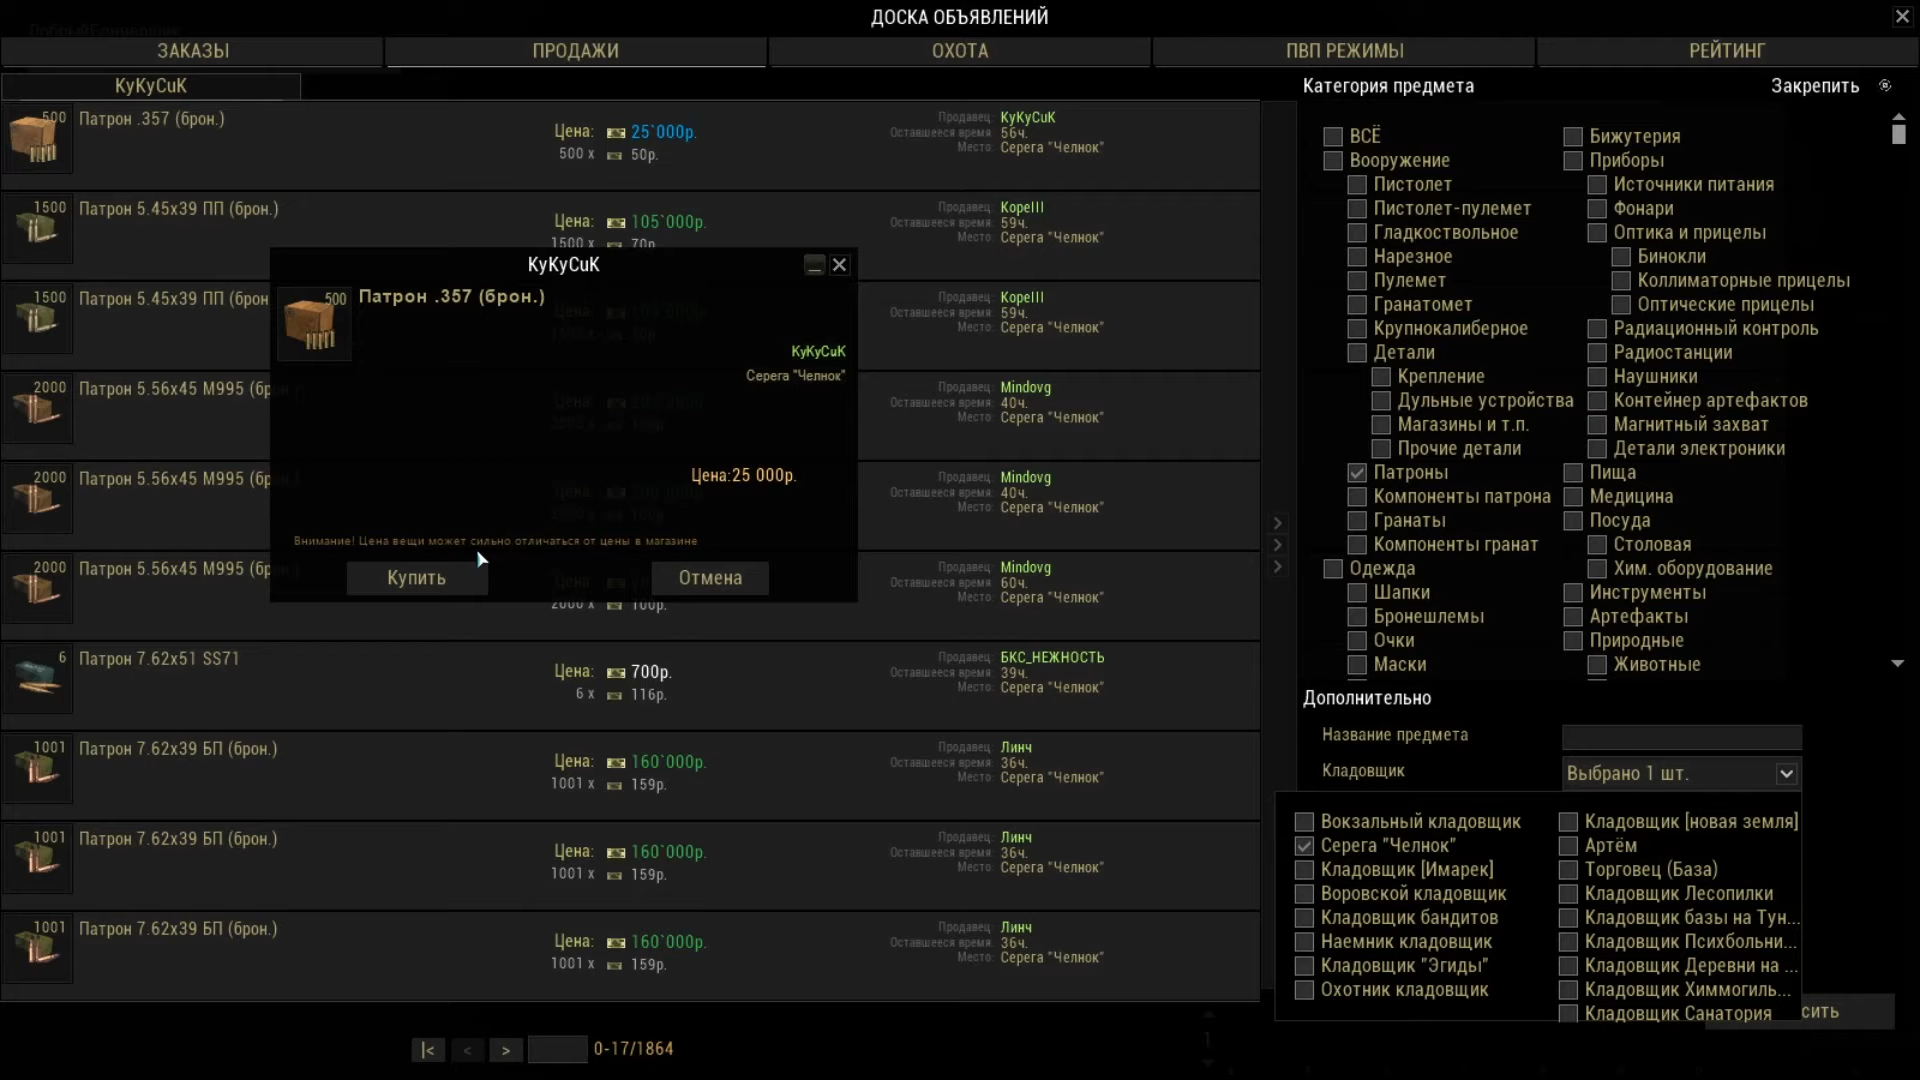 ДОСКА ОБЪЯВЛЕНИЙ
ЗАКАЗЫ
ПРОДАЖИ
ОХОТА
ПВП РЕЖИМЫ
РЕЙТИНГ
KyKyCuK
Категория предмета
Закрепить
500
Патрон .357 (брон.)
Цена: 25`000р.
500 x 50р.
Продавец: KyKyCuK
Оставшееся время: 56ч.
Место: Серега "Челнок"
1500
Патрон 5.45x39 ПП (брон.)
Цена: 105`000р.
1500 x 70р.
Продавец: Kopelll
Оставшееся время: 59ч.
Место: Серега "Челнок"
1500
Патрон 5.45x39 ПП (брон
Продавец: Kopelll
Оставшееся время: 59ч.
Место: Серега "Челнок"
2000
Патрон 5.56x45 M995 (бр
Продавец: Mindovg
Оставшееся время: 40ч.
Место: Серега "Челнок"
2000
Патрон 5.56x45 M995 (бр
Продавец: Mindovg
Оставшееся время: 40ч.
Место: Серега "Челнок"
2000
Патрон 5.56x45 M995 (бр
2000 x 100р.
Продавец: Mindovg
Оставшееся время: 60ч.
Место: Серега "Челнок"
6
Патрон 7.62x51 SS71
Цена: 700р.
6 x 116р.
Продавец: БКС_НЕЖНОСТЬ
Оставшееся время: 39ч.
Место: Серега "Челнок"
1001
Патрон 7.62x39 БП (брон.)
Цена: 160`000р.
1001 x 159р.
Продавец: Линч
Оставшееся время: 36ч.
Место: Серега "Челнок"
1001
Патрон 7.62x39 БП (брон.)
Цена: 160`000р.
1001 x 159р.
Продавец: Линч
Оставшееся время: 36ч.
Место: Серега "Челнок"
1001
Патрон 7.62x39 БП (брон.)
Цена: 160`000р.
1001 x 159р.
Продавец: Линч
Оставшееся время: 36ч.
Место: Серега "Челнок"
|< < > 0-17/1864
KyKyCuK
500
Патрон .357 (брон.)
KyKyCuK
Серега "Челнок"
Цена:25 000р.
Внимание! Цена вещи может сильно отличаться от цены в магазине
Купить
Отмена
ВСЁ
Вооружение
Пистолет
Пистолет-пулемет
Гладкоствольное
Нарезное
Пулемет
Гранатомет
Крупнокалиберное
Детали
Крепление
Дульные устройства
Магазины и т.п.
Прочие детали
Патроны
Компоненты патрона
Гранаты
Компоненты гранат
Одежда
Шапки
Бронешлемы
Очки
Маски
Бижутерия
Приборы
Источники питания
Фонари
Оптика и прицелы
Бинокли
Коллиматорные прицелы
Оптические прицелы
Радиационный контроль
Радиостанции
Наушники
Контейнер артефактов
Магнитный захват
Детали электроники
Пища
Медицина
Посуда
Столовая
Хим. оборудование
Инструменты
Артефакты
Природные
Животные
Дополнительно
Название предмета
Кладовщик
Выбрано 1 шт.
Вокзальный кладовщик
Серега "Челнок"
Кладовщик [Имарек]
Воровской кладовщик
Кладовщик бандитов
Наемник кладовщик
Кладовщик "Эгиды"
Охотник кладовщик
Кладовщик [новая земля]
Артём
Торговец (База)
Кладовщик Лесопилки
Кладовщик базы на Тун...
Кладовщик Психбольни...
Кладовщик Деревни на ...
Кладовщик Химмогиль...
Кладовщик Санатория
сить